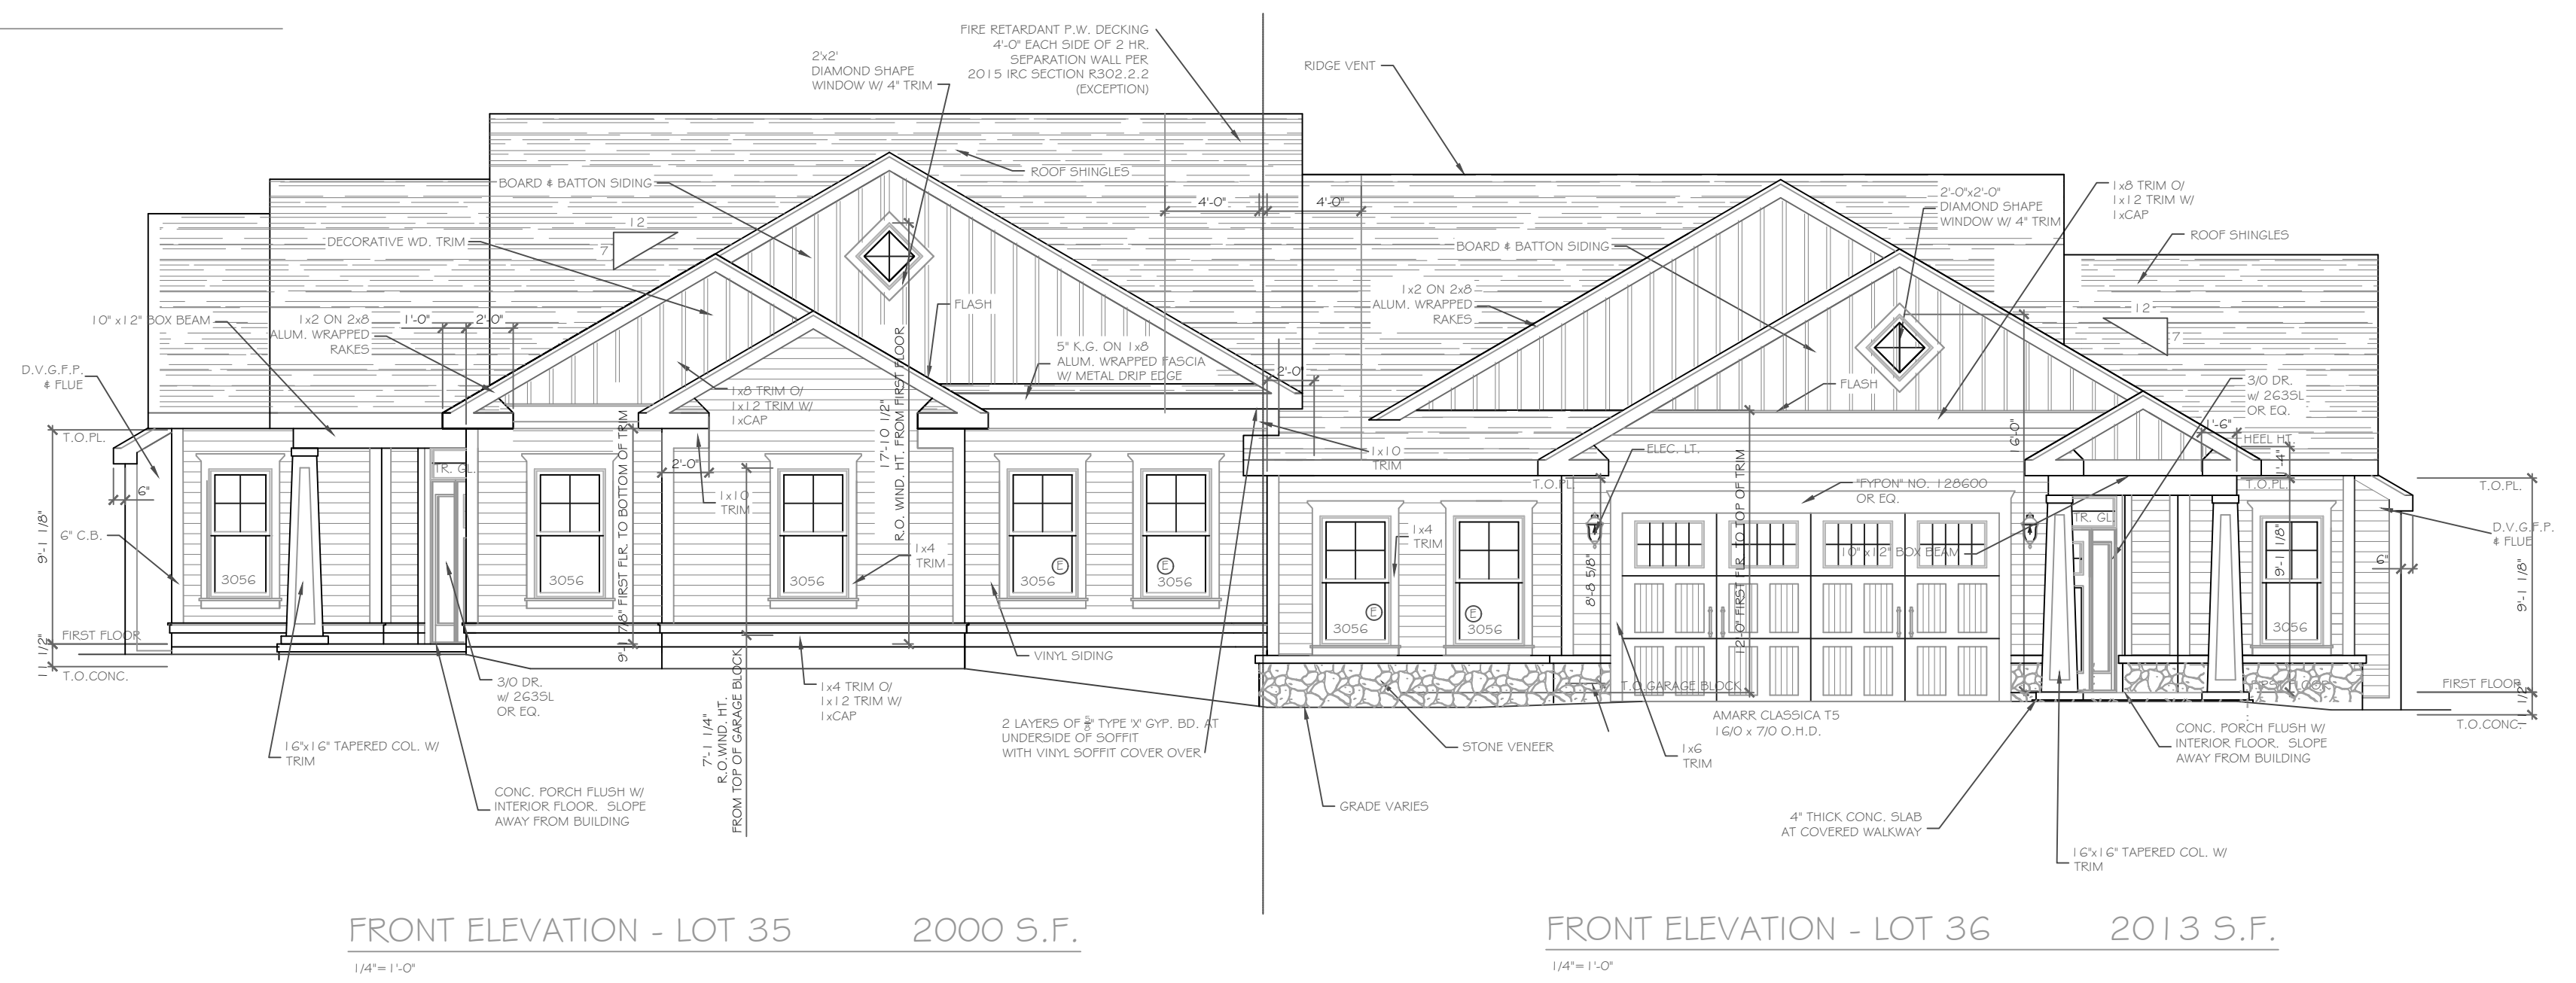 FIRE RETARDANT P.W. DECKING
4'-0" EACH SIDE OF 2 HR.
SEPARATION WALL PER
2015 IRC SECTION R302.2.2
(EXCEPTION)
2'x2'
DIAMOND SHAPE
WINDOW W/ 4" TRIM
RIDGE VENT
ROOF SHINGLES
BOARD & BATTON SIDING
12
7
DECORATIVE WD. TRIM
4'-0"
4'-0"
2'-0"x2'-0"
DIAMOND SHAPE
WINDOW W/ 4" TRIM
1x8 TRIM O/
1x12 TRIM W/
1xCAP
ROOF SHINGLES
BOARD & BATTON SIDING
1x2 ON 2x8
ALUM. WRAPPED
RAKES
12
7
10" x12" BOX BEAM
1x2 ON 2x8
ALUM. WRAPPED
RAKES
1'-0"
2'-0"
FLASH
5" K.G. ON 1x8
ALUM. WRAPPED FASCIA
W/ METAL DRIP EDGE
2'-0"
D.V.G.F.P.
& FLUE
1x8 TRIM O/
1x12 TRIM W/
1xCAP
FLASH
3/0 DR.
w/ 263SL
OR EQ.
1'-6"
HEEL HT.
1'-4"
6'-0"
T.O.PL.
TR. GL.
2'-0"
1x10
TRIM
1x10
TRIM
ELEC. LT.
T.O.PL.
"FYPON" NO. 128600
OR EQ.
T.O.PL.
T.O.PL.
TR. GL.
6"
6" C.B.
9'-1 1/8"
9'-1 7/8" FIRST FLR. TO BOTTOM OF TRIM
17'-10 1/2"
R.O. WIND. HT. FROM FIRST FLOOR
1x4
TRIM
1x4
TRIM
10" x12" BOX BEAM
D.V.G.F.P.
& FLUE
6"
3056
3056
3056
3056
E
E
3056
3056
E
3056
E
3056
8'-8 5/8"
12'-0" FIRST FLR. TO TOP OF TRIM
9'-1 1/8"
9'-1 1/8"
FIRST FLOOR
11 1/2"
T.O.CONC.
VINYL SIDING
3/0 DR.
w/ 263SL
OR EQ.
1x4 TRIM O/
1x12 TRIM W/
1xCAP
7'-1 1/4"
R.O.WIND. HT.
FROM TOP OF GARAGE BLOCK
T.O.GARAGE BLOCK
FIRST FLOOR
FIRST FLOOR
11 1/2"
T.O.CONC.
2 LAYERS OF 5/8" TYPE 'X' GYP. BD. AT
UNDERSIDE OF SOFFIT
WITH VINYL SOFFIT COVER OVER
AMARR CLASSICA T5
16/0 x 7/0 O.H.D.
STONE VENEER
1x6
TRIM
CONC. PORCH FLUSH W/
INTERIOR FLOOR. SLOPE
AWAY FROM BUILDING
16"x16" TAPERED COL. W/
TRIM
CONC. PORCH FLUSH W/
INTERIOR FLOOR. SLOPE
AWAY FROM BUILDING
GRADE VARIES
4" THICK CONC. SLAB
AT COVERED WALKWAY
16"x16" TAPERED COL. W/
TRIM
FRONT ELEVATION - LOT 35 2000 S.F.
1/4"=1'-0"
FRONT ELEVATION - LOT 36 2013 S.F.
1/4"=1'-0"